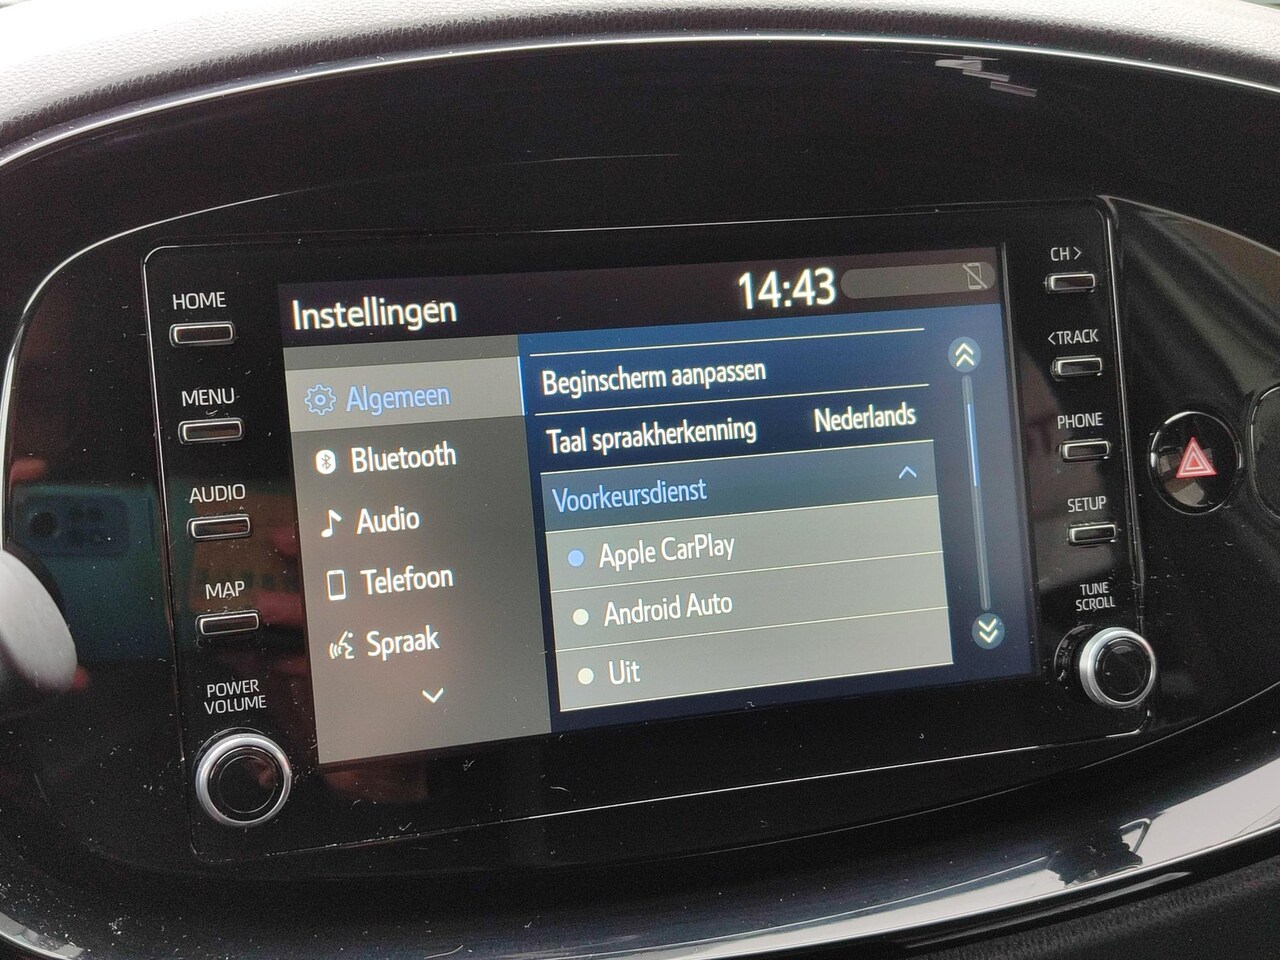 HOME
MENU
AUDIO
MAP
POWER
VOLUME
Instellingen
14:43
Algemeen
Bluetooth
Audio
Telefoon
Spraak
Beginscherm aanpassen
Taal spraakherkenning Nederlands
Voorkeursdienst
Apple CarPlay
Android Auto
Uit
CH >
<TRACK
PHONE
SETUP
TUNE
SCROLL